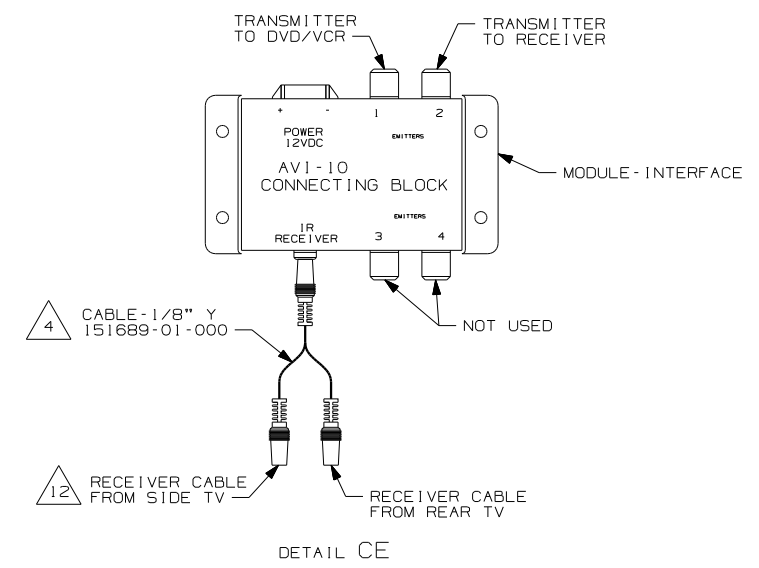 TRANSMITTER
TO DVD/VCR
TRANSMITTER
TO RECEIVER
+ -
1
2
POWER
12VDC
EMITTERS
AVI-10
CONNECTING BLOCK
MODULE-INTERFACE
EMITTERS
IR
RECEIVER
3
4
4
CABLE-1/8" Y
151689-01-000
NOT USED
12
RECEIVER CABLE
FROM SIDE TV
RECEIVER CABLE
FROM REAR TV
DETAIL CE